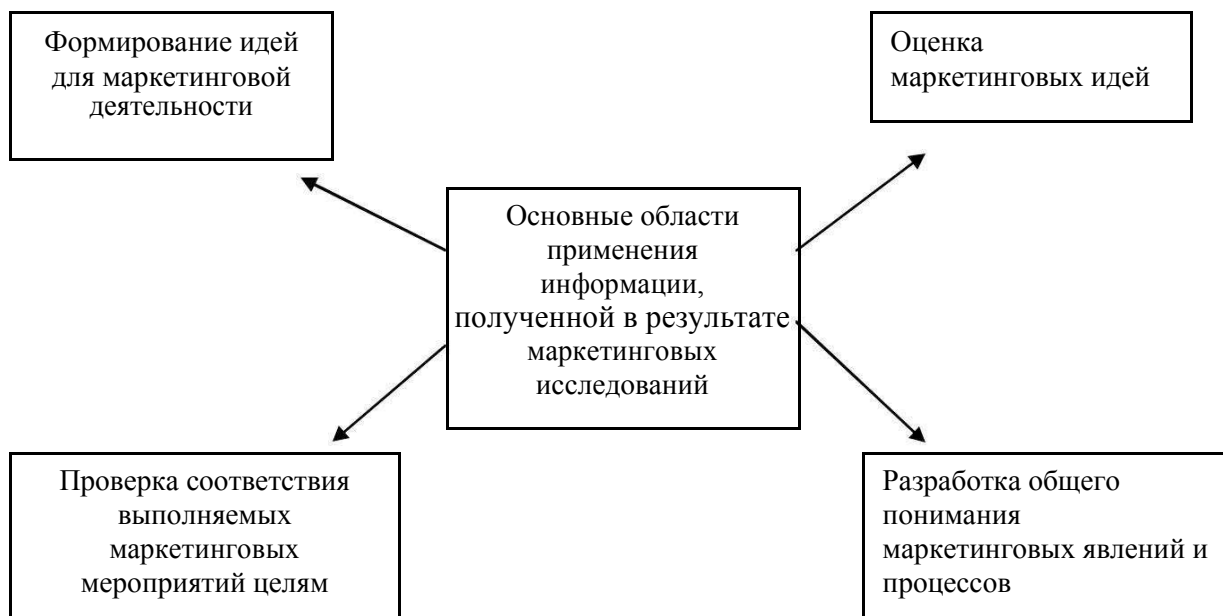 Формирование идей
для маркетинговой
деятельности
Оценка
маркетинговых идей
Основные области
применения
информации,
полученной в результате
маркетинговых
исследований
Проверка соответствия
выполняемых
маркетинговых
мероприятий целям
Разработка общего
понимания
маркетинговых явлений и
процессов